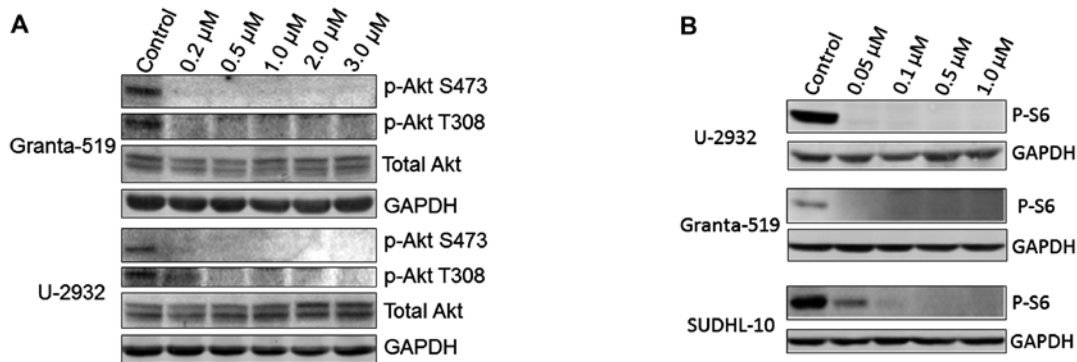 A
Control 0.2 µM 0.5 µM 1.0 µM 2.0 µM 3.0 µM
Granta-519
p-Akt S473
p-Akt T308
Total Akt
GAPDH
U-2932
p-Akt S473
p-Akt T308
Total Akt
GAPDH
B
Control 0.05 µM 0.1 µM 0.5 µM 1.0 µM
U-2932
P-S6
GAPDH
Granta-519
P-S6
GAPDH
SUDHL-10
P-S6
GAPDH